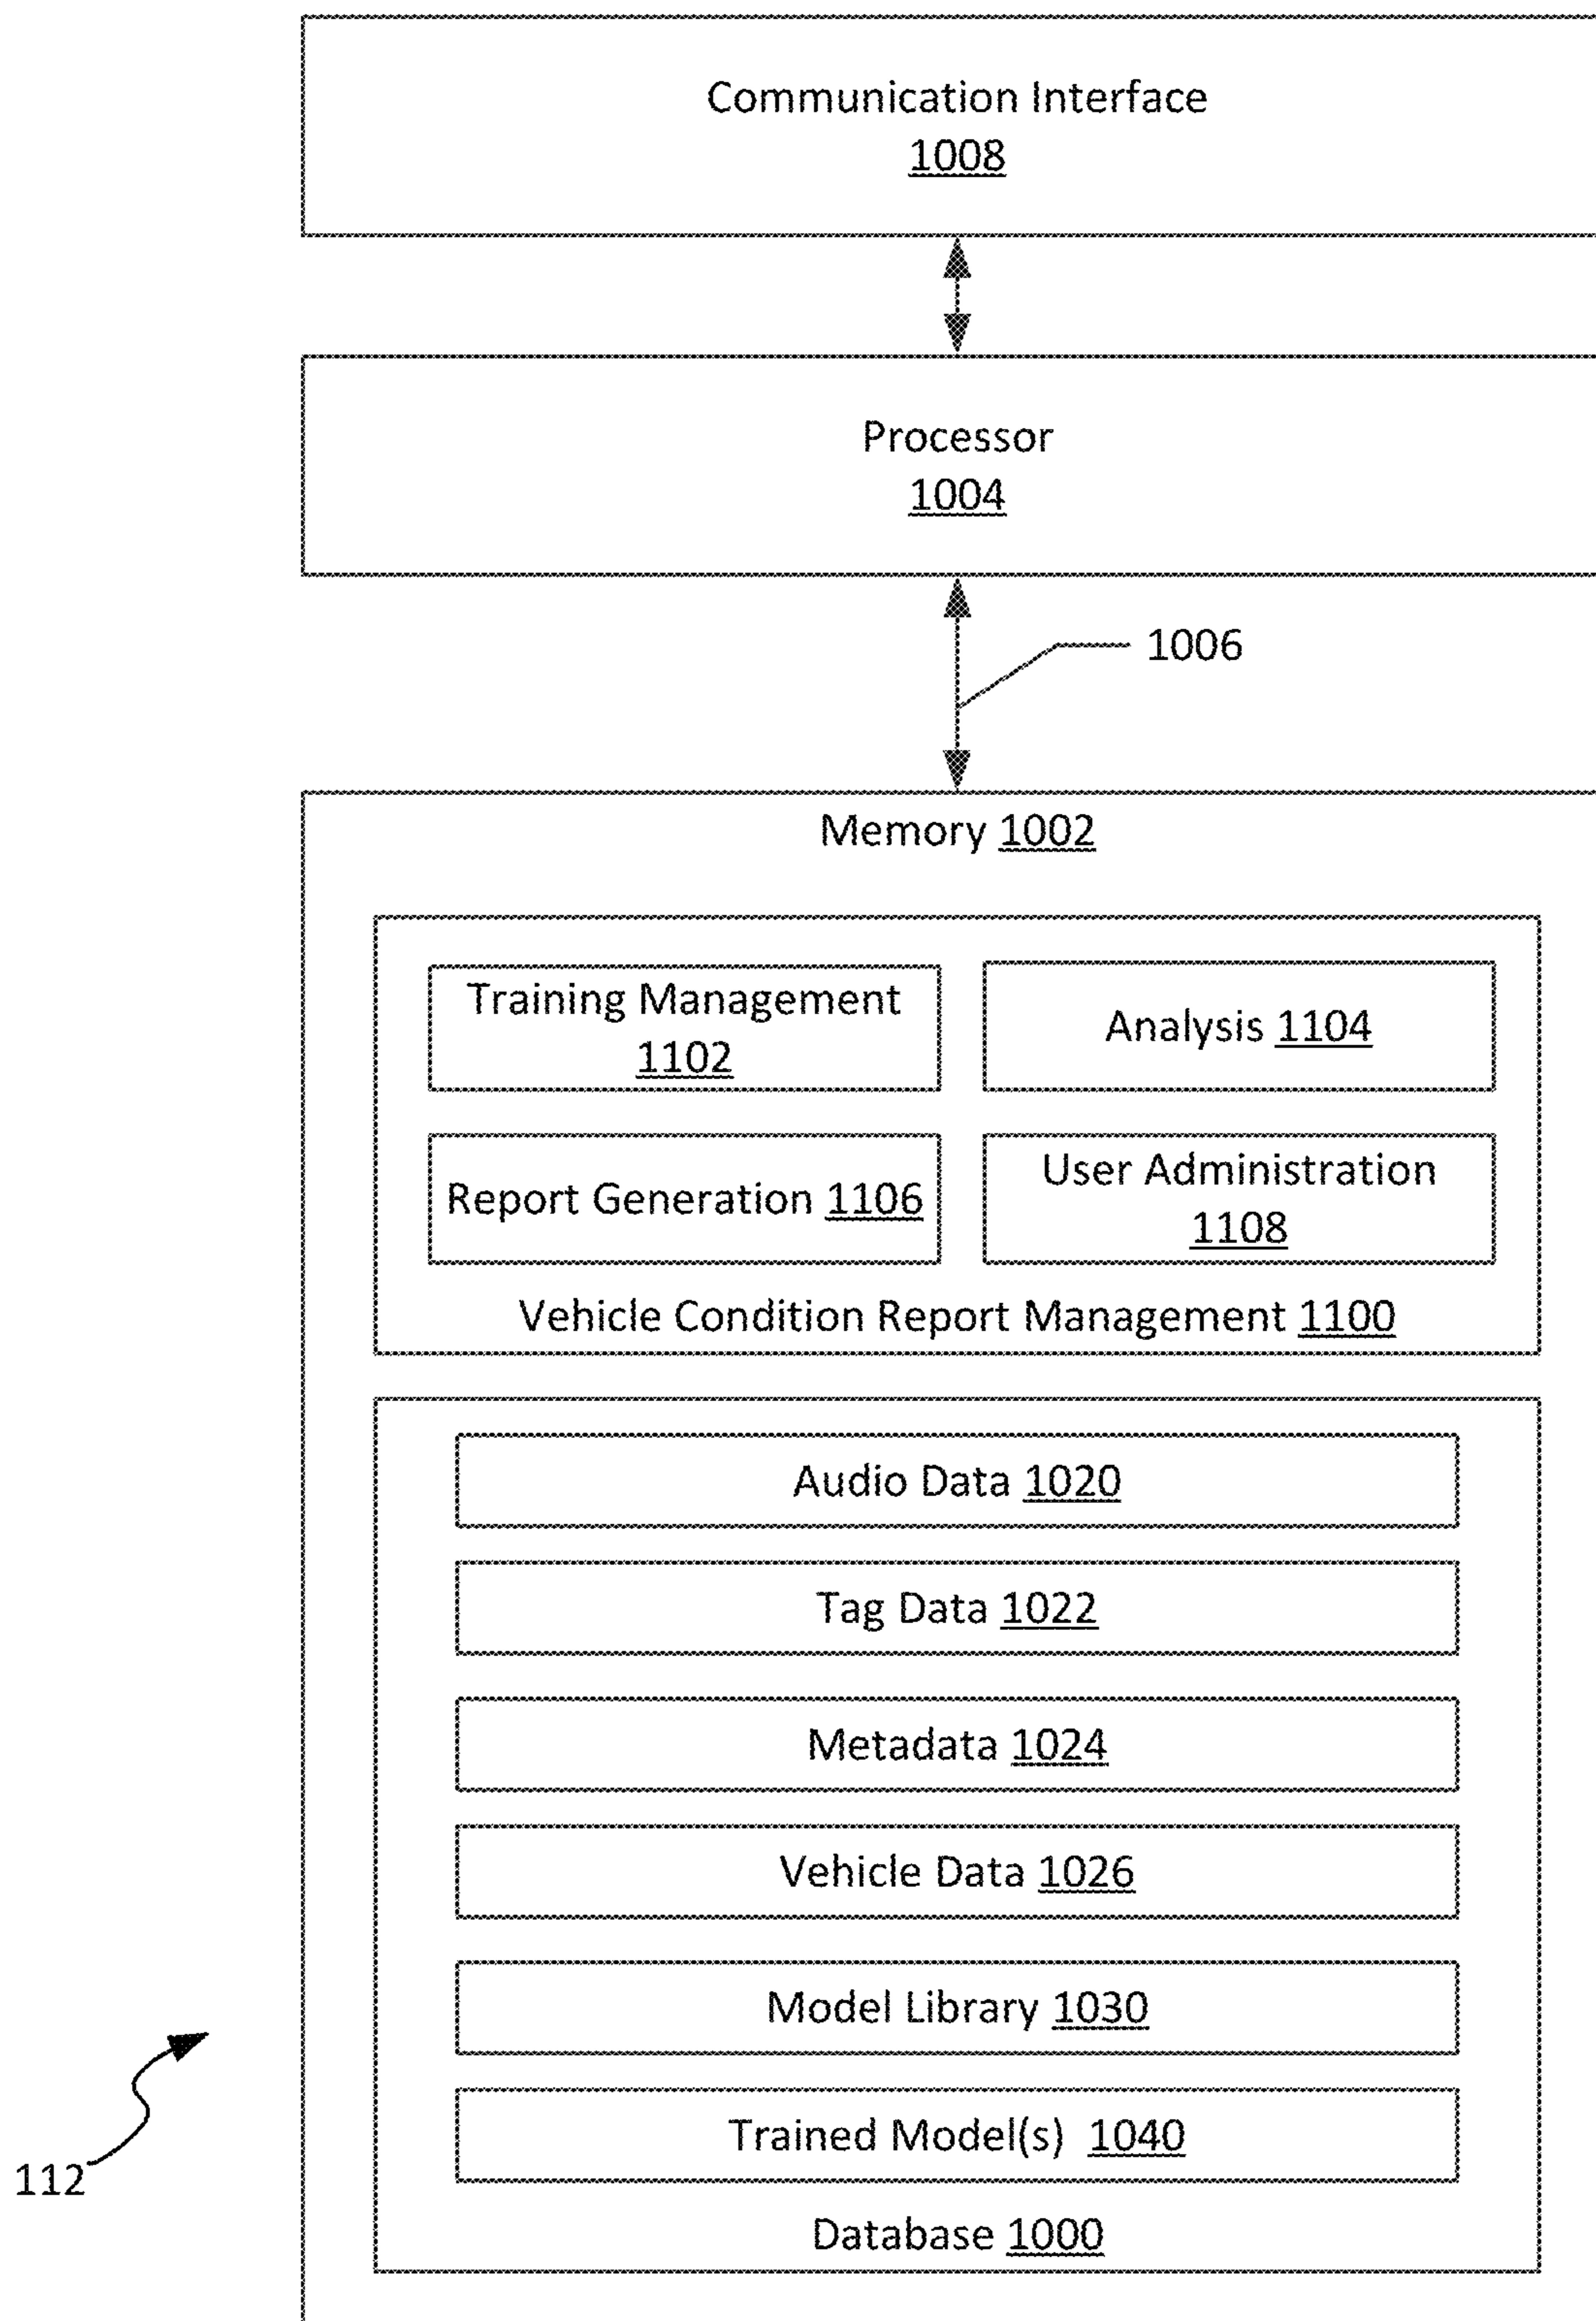 Communication Interface
1008
Processor
1004
1006
Memory 1002
Training Management
1102
Analysis 1104
Report Generation 1106
User Administration
1108
Vehicle Condition Report Management 1100
Audio Data 1020
Tag Data 1022
Metadata 1024
Vehicle Data 1026
Model Library 1030
Trained Model(s) 1040
Database 1000
112